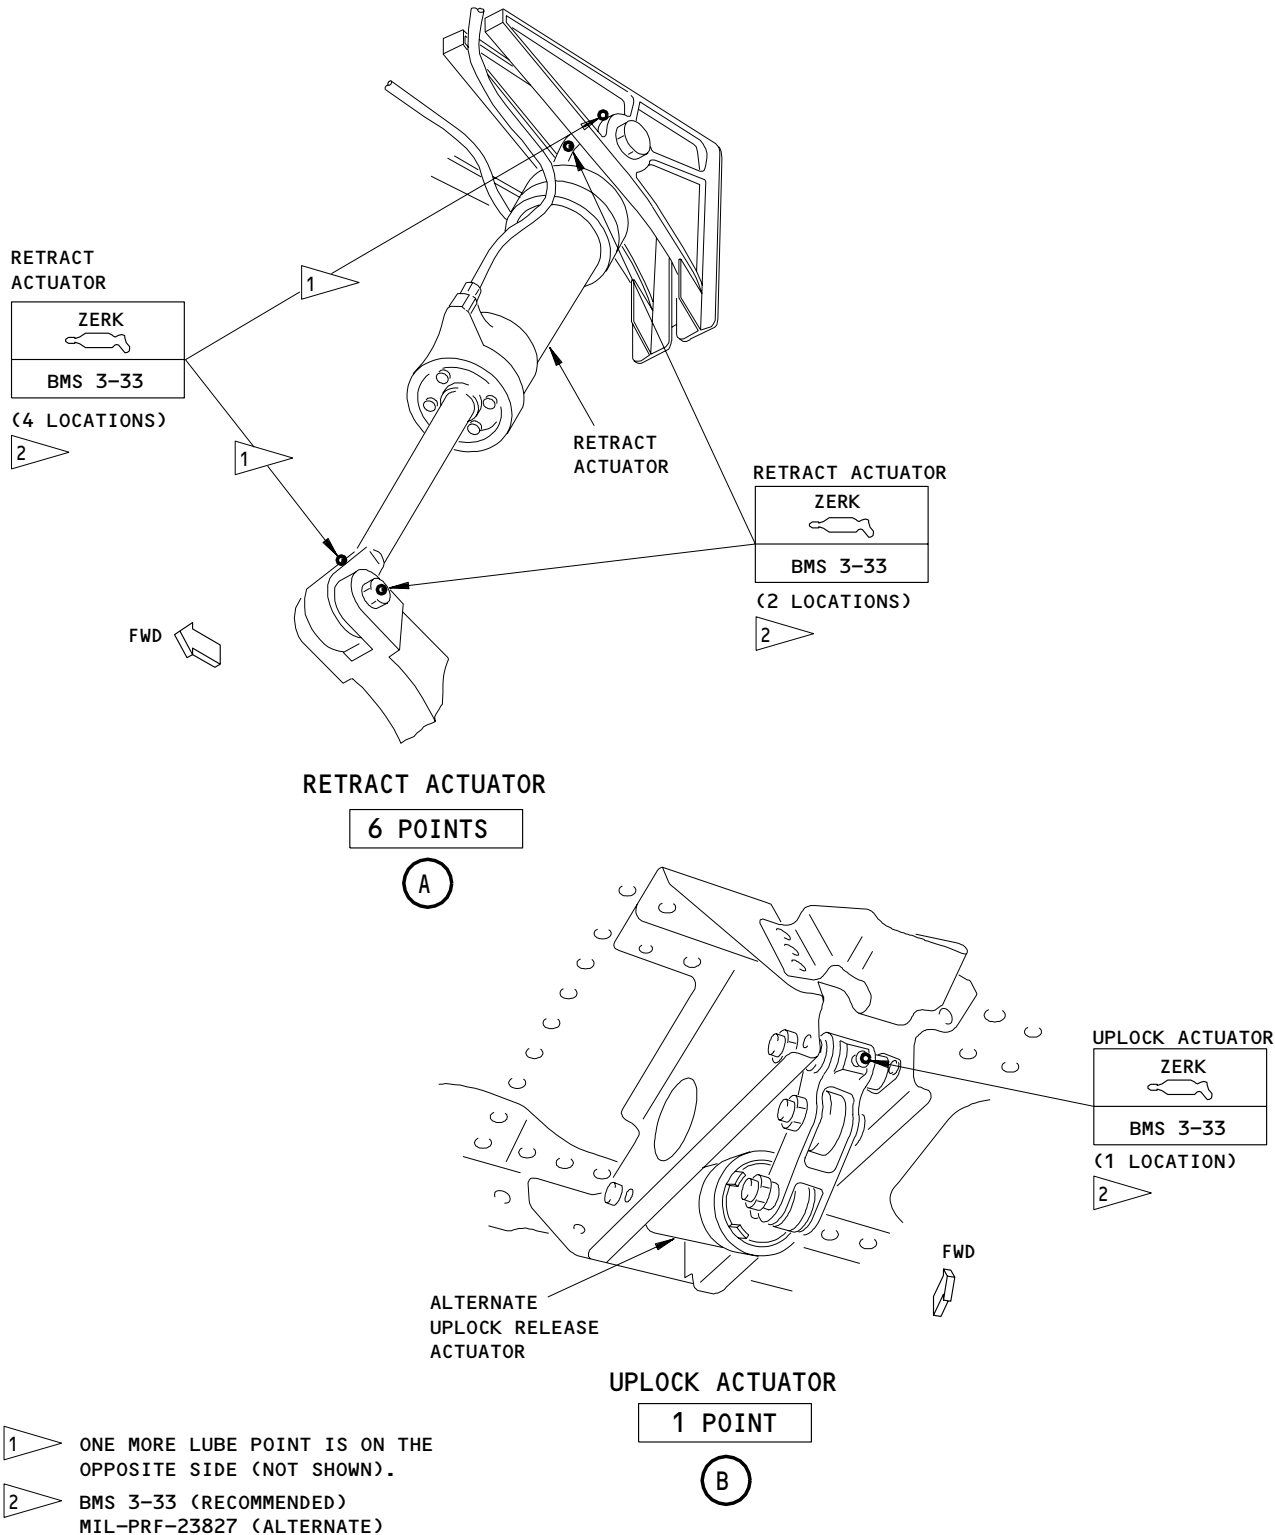 RETRACT
ACTUATOR
ZERK
BMS 3-33
(4 LOCATIONS)
2
1
1
RETRACT
ACTUATOR
RETRACT ACTUATOR
ZERK
BMS 3-33
(2 LOCATIONS)
2
FWD
RETRACT ACTUATOR
6 POINTS
A
UPLOCK ACTUATOR
ZERK
BMS 3-33
(1 LOCATION)
2
FWD
ALTERNATE
UPLOCK RELEASE
ACTUATOR
UPLOCK ACTUATOR
1 POINT
B
1 ONE MORE LUBE POINT IS ON THE
OPPOSITE SIDE (NOT SHOWN).
2 BMS 3-33 (RECOMMENDED)
MIL-PRF-23827 (ALTERNATE)